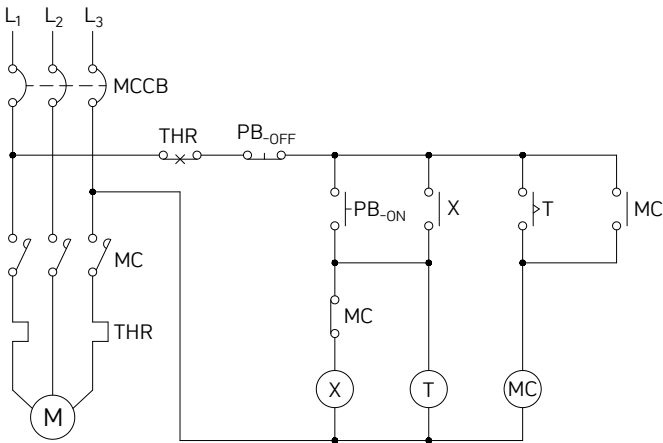 L₁ L₂ L₃
MCCB
THR PB-OFF
PB-ON X T MC
MC
THR
MC
X T MC
M